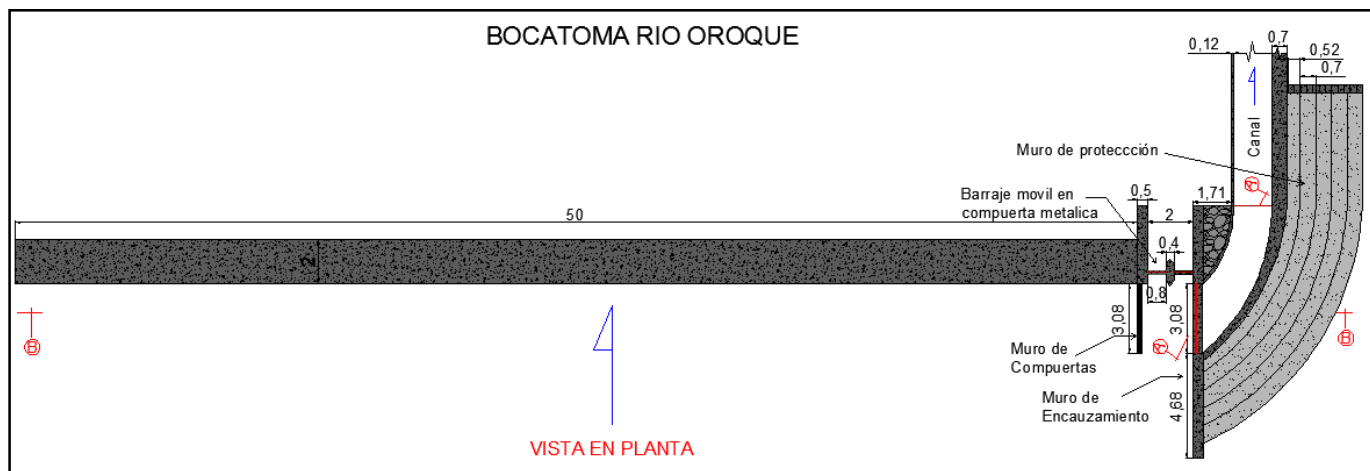 BOCATOMA RIO OROQUE
0,7
0,12
0,52
0,7
Canal
Muro de proteccción
A
Barraje movil en
compuerta metalica
0,5
1,71
50
2
0,4
2
0,8
3,08
3,08
B
B
A
Muro de
Compuertas
Muro de
Encauzamiento
4,68
VISTA EN PLANTA